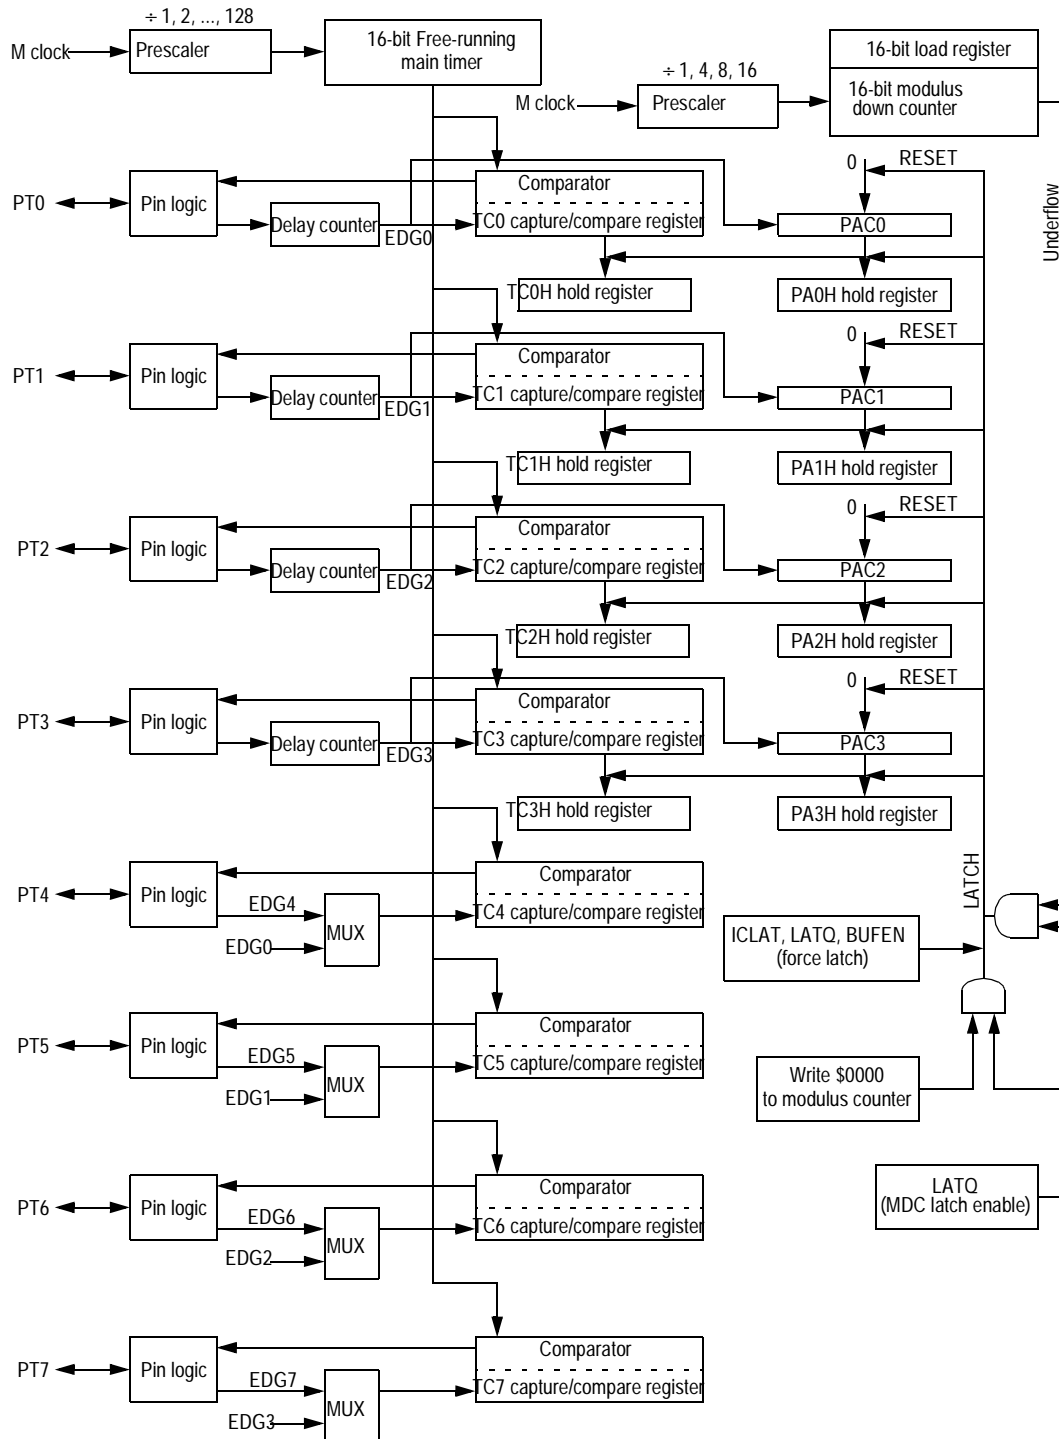 ÷ 1, 2, ..., 128
M clock
Prescaler
16-bit Free-running
main timer
÷ 1, 4, 8, 16
M clock
Prescaler
16-bit load register
16-bit modulus
down counter
Underflow
PT0
Pin logic
Delay counter
EDG0
Comparator
TC0 capture/compare register
TC0H hold register
0
RESET
PAC0
PA0H hold register
PT1
Pin logic
Delay counter
EDG1
Comparator
TC1 capture/compare register
TC1H hold register
0
RESET
PAC1
PA1H hold register
PT2
Pin logic
Delay counter
EDG2
Comparator
TC2 capture/compare register
TC2H hold register
0
RESET
PAC2
PA2H hold register
PT3
Pin logic
Delay counter
EDG3
Comparator
TC3 capture/compare register
TC3H hold register
0
RESET
PAC3
PA3H hold register
LATCH
PT4
Pin logic
EDG4
EDG0
MUX
Comparator
TC4 capture/compare register
ICLAT, LATQ, BUFEN
(force latch)
PT5
Pin logic
EDG5
EDG1
MUX
Comparator
TC5 capture/compare register
Write $0000
to modulus counter
PT6
Pin logic
EDG6
EDG2
MUX
Comparator
TC6 capture/compare register
LATQ
(MDC latch enable)
PT7
Pin logic
EDG7
EDG3
MUX
Comparator
TC7 capture/compare register